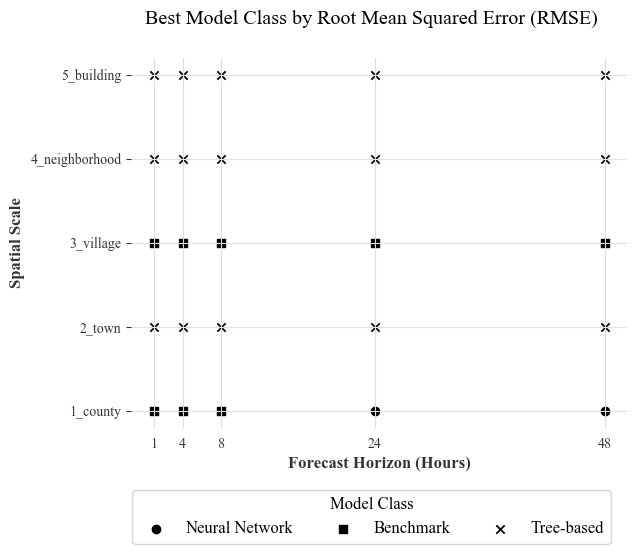 Best Model Class by Root Mean Squared Error (RMSE)
5_building
4_neighborhood
3_village
2_town
1_county
Spatial Scale
1 4 8 24 48
Forecast Horizon (Hours)
Model Class
Neural Network Benchmark Tree-based